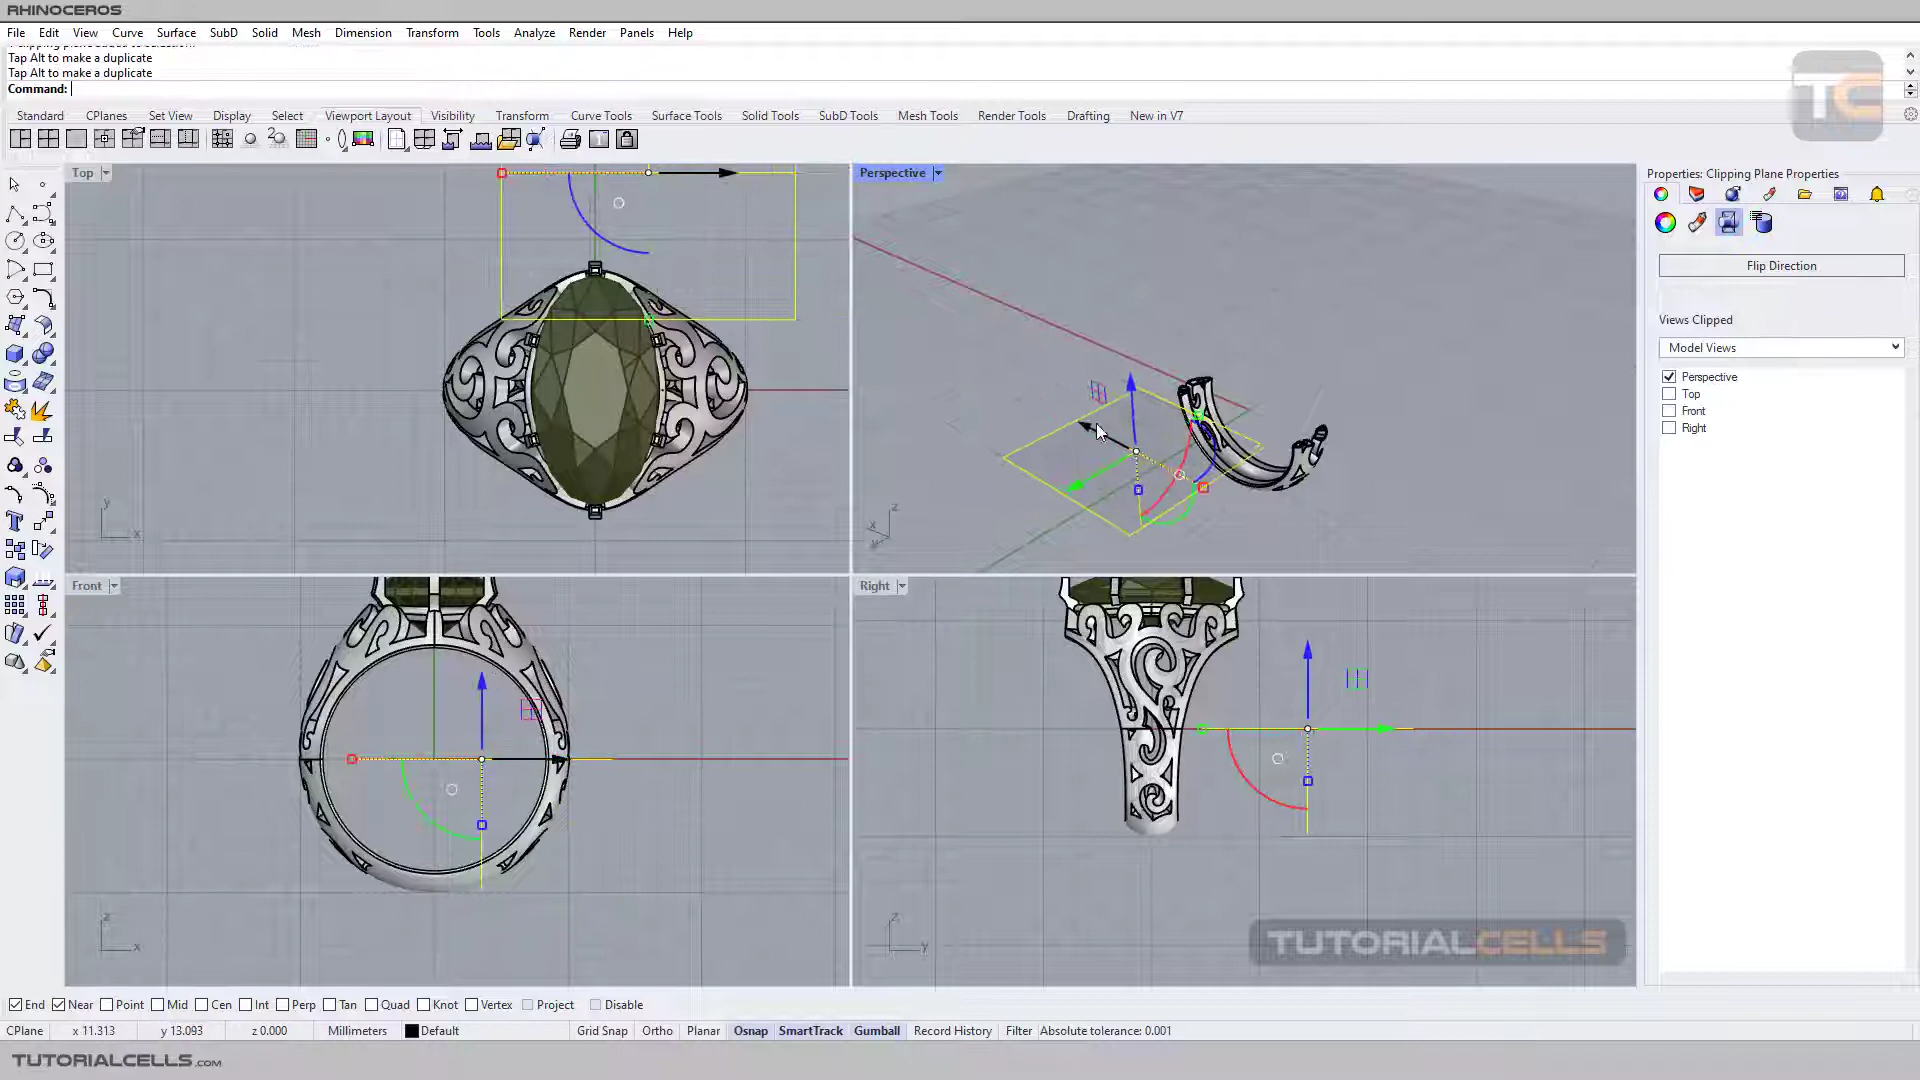 RHINOCEROS
File Edit View Curve Surface SubD Solid Mesh Dimension Transform Tools Analyze Render Panels Help
Tap Alt to make a duplicate
Tap Alt to make a duplicate
Command:
TC
Standard CPlanes Set View Display Select Viewport Layout Visibility Transform Curve Tools Surface Tools Solid Tools SubD Tools Mesh Tools Render Tools Drafting New in V7
Top
Perspective
Properties: Clipping Plane Properties
Flip Direction
Views Clipped
Model Views
Perspective
Top
Front
Right
y
x
z
x
y
Front
Right
z
x
z
y
TUTORIALCELLS
End Near Point Mid Cen Int Perp Tan Quad Knot Vertex Project Disable
CPlane x 11.313 y 13.093 z 0.000 Millimeters Default Grid Snap Ortho Planar Osnap SmartTrack Gumball Record History Filter Absolute tolerance: 0.001
TUTORIALCELLS.COM